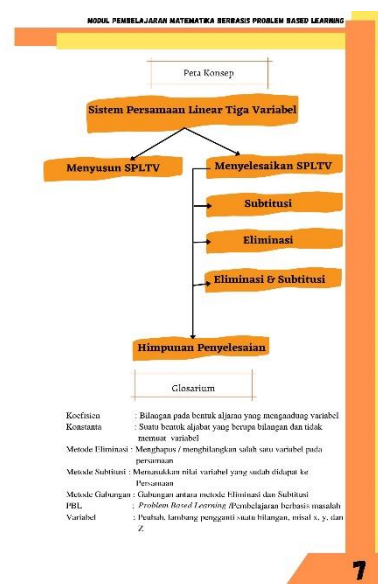 MODUL PEMBELAJARAN MATEMATIKA BERBASIS PROBLEM BASED LEARNING
Peta Konsep
Sistem Persamaan Linear Tiga Variabel
Menyusun SPLTV
Menyelesaikan SPLTV
Subtitusi
Eliminasi
Eliminasi & Subtitusi
Himpunan Penyelesaian
Glosarium
Koefisien : Bilangan pada bentuk aljaran yang mengandung variabel
Konstanta : Suatu bentuk aljabat yang berupa bilangan dan tidak
memuat variabel
Metode Eliminasi : Menghapus / menghilangkan salah satu variabel pada
persamaan
Metode Subtitusi : Memasukkan nilai variabel yang sudah didapat ke
Persamaan
Metode Gabungan : Gabungan antara metode Eliminasi dan Subtitusi
PBL : Problem Based Learning /Pembelajaran berbasis masalah
Variabel : Peubah, lambang pengganti suatu bilangan, misal x, y, dan
Z
7